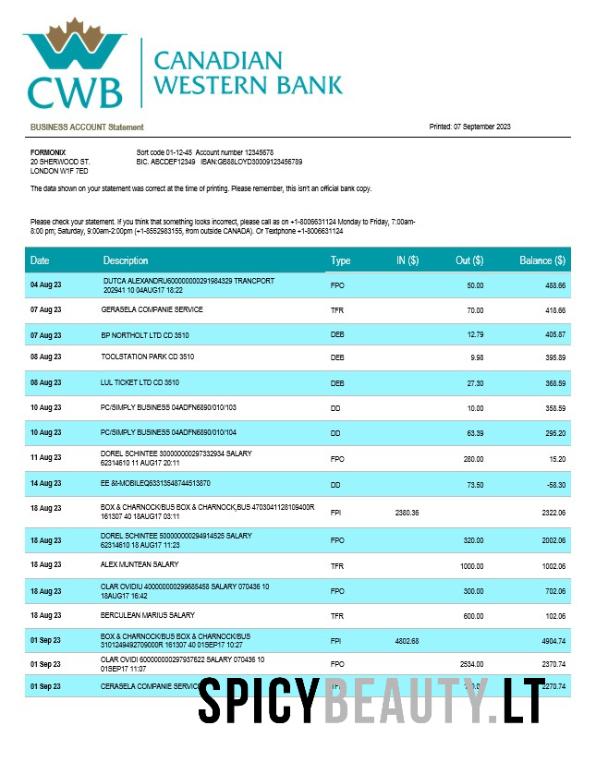 CWB
CANADIAN
WESTERN BANK
BUSINESS ACCOUNT Statement
Printed: 07 September 2023
FORMONIX
20 SHERWOOD ST.
LONDON W1F 7ED
Sort code 01-12-45 Account number 12345678
BIC. ABCDEF12349 IBAN:GB88LOYD30009123456789
The data shown on your statement was correct at the time of printing. Please remember, this isn't an official bank copy.
Please check your statement. If you think that something looks incorrect, please call as on +1-8006631124 Monday to Friday, 7:00am-
8:00 pm; Saturday, 9:00am-2:00pm (+1-8552983155, from outside CANADA). Or Textphone +1-8006631124
Date Description Type IN ($) Out ($) Balance ($)
04 Aug 23 DUTCA ALEXANDRU600000000291984329 TRANCPORT FPO 50.00 488.66
202941 10 04AUG17 18:22
07 Aug 23 GERASELA COMPANIE SERVICE TFR 70.00 418.66
07 Aug 23 BP NORTHOLT LTD CD 3510 DEB 12.79 405.87
08 Aug 23 TOOLSTATION PARK CD 3510 DEB 9.98 395.89
08 Aug 23 LUL TICKET LTD CD 3510 DEB 27.30 368.59
10 Aug 23 PC/SIMPLY BUSINESS 04ADFN6890/010/103 DD 10.00 358.59
10 Aug 23 PC/SIMPLY BUSINESS 04ADFN6890/010/104 DD 63.39 295.20
11 Aug 23 DOREL SCHINTEE 300000000297332934 SALARY FPO 280.00 15.20
62314610 11 AUG17 20:11
14 Aug 23 EE &t-MOBILEQ63313548744513870 DD 73.50 -58.30
18 Aug 23 BOX & CHARNOCK/BUS BOX & CHARNOCK,BUS 4703041128109400R FPI 2380.36 2322.06
161307 40 18AUG17 03:11
18 Aug 23 DOREL SCHINTEE 500000000294914525 SALARY FPO 320.00 2002.06
62314610 18 AUG17 11:23
18 Aug 23 ALEX MUNTEAN SALARY TFR 1000.00 1002.06
18 Aug 23 CLAR OVIDIU 400000000299685458 SALARY 070436 10 FPO 300.00 702.06
18AUG17 16:42
18 Aug 23 BERCULEAN MARIUS SALARY TFR 600.00 102.06
01 Sep 23 BOX & CHARNOCK/BUS BOX & CHARNOCK/BUS FPI 4802.68 4904.74
3101249492709000R 161307 40 01SEP17 10:27
01 Sep 23 CLAR OVIDI 600000000297937622 SALARY 070436 10 FPO 2534.00 2370.74
01SEP17 11:07
01 Sep 23 CERASELA COMPANIE SERVICE 2270.74
SPICYBEAUTY.LT